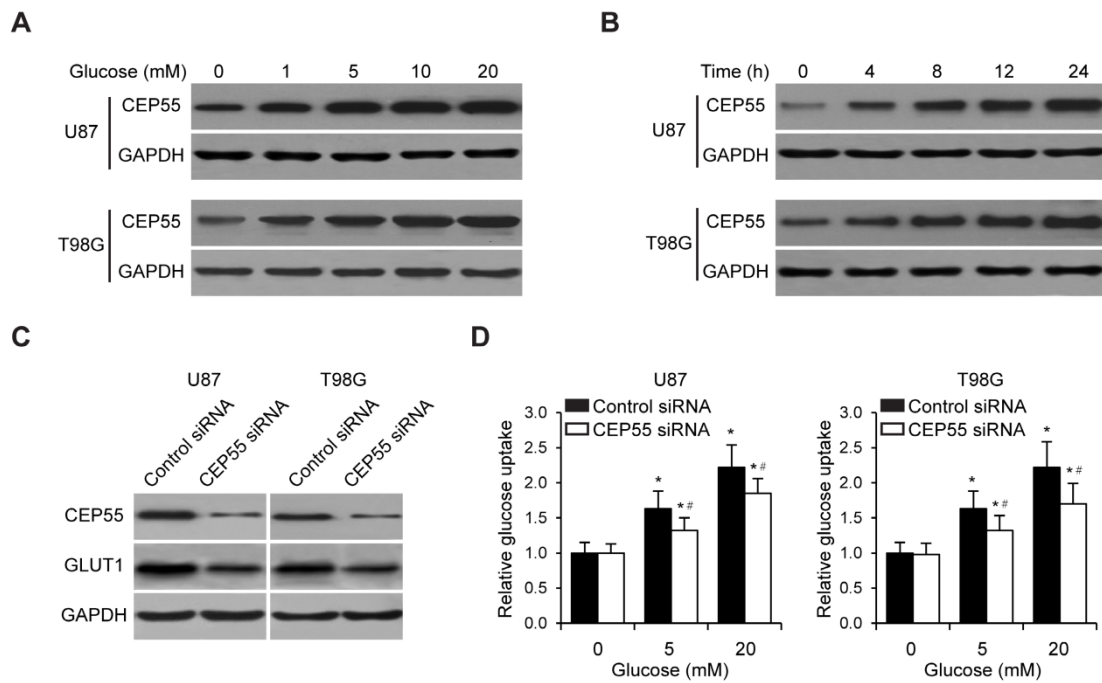 A
Glucose (mM) 0 1 5 10 20
U87
CEP55
GAPDH
T98G
CEP55
GAPDH
B
Time (h) 0 4 8 12 24
U87
CEP55
GAPDH
T98G
CEP55
GAPDH
C
U87 T98G
Control siRNA CEP55 siRNA Control siRNA CEP55 siRNA
CEP55
GLUT1
GAPDH
D
U87
Relative glucose uptake
3.0
2.5
2.0
1.5
1.0
0.5
0.0
Control siRNA
CEP55 siRNA
*
* #
*
* #
0 5 20
Glucose (mM)
T98G
Relative glucose uptake
3.0
2.5
2.0
1.5
1.0
0.5
0.0
Control siRNA
CEP55 siRNA
*
* #
*
* #
0 5 20
Glucose (mM)